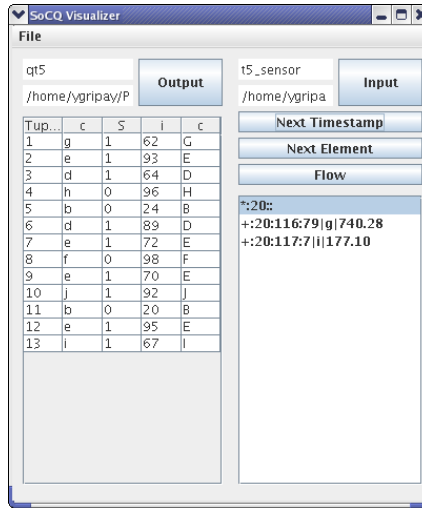 SoCQ Visualizer
File
qt5
/home/ygripay/P
Output
t5_sensor
/home/ygripa
Input
Next Timestamp
Next Element
Flow
Tup... c S i c
1 g 1 62 G
2 e 1 93 E
3 d 1 64 D
4 h 0 96 H
5 b 0 24 B
6 d 1 89 D
7 e 1 72 E
8 f 0 98 F
9 e 1 70 E
10 j 1 92 J
11 b 0 20 B
12 e 1 95 E
13 i 1 67 I
*:20::
+:20:116:79|g|740.28
+:20:117:7|i|177.10